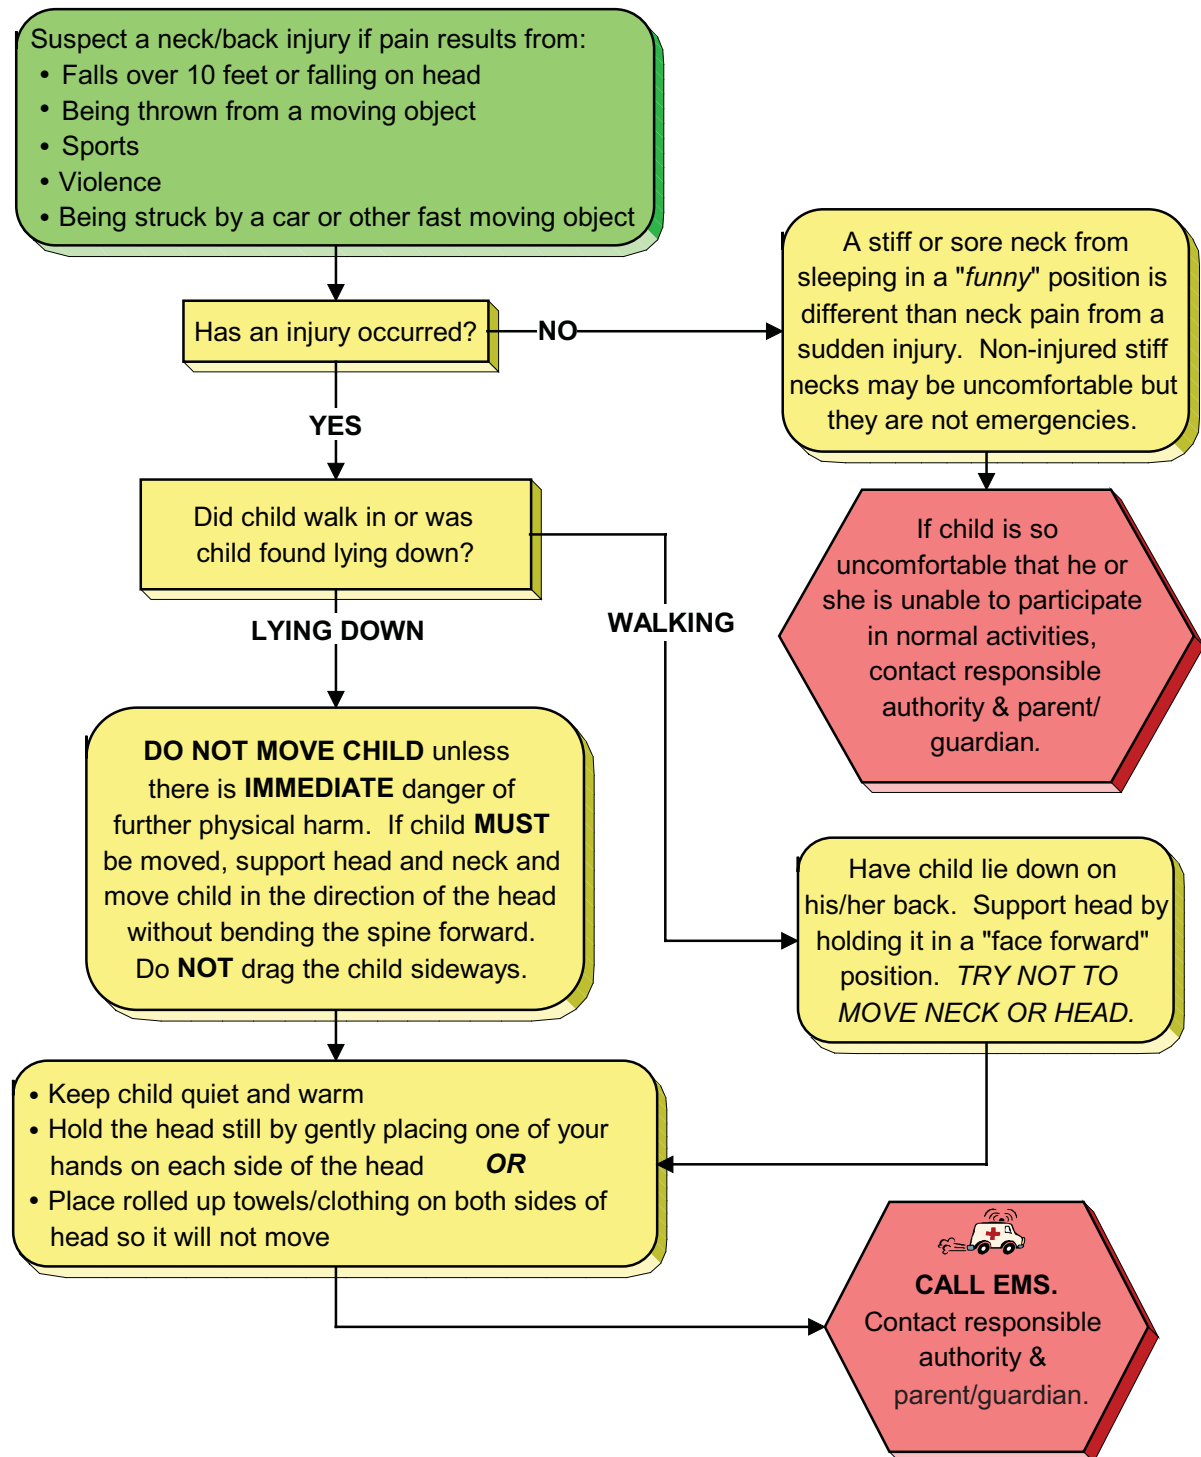 Suspect a neck/back injury if pain results from:
• Falls over 10 feet or falling on head
• Being thrown from a moving object
• Sports
• Violence
• Being struck by a car or other fast moving object
Has an injury occurred?
NO
A stiff or sore neck from
sleeping in a "funny" position is
different than neck pain from a
sudden injury.  Non-injured stiff
necks may be uncomfortable but
they are not emergencies.
YES
Did child walk in or was
child found lying down?
If child is so
uncomfortable that he or
she is unable to participate
in normal activities,
contact responsible
authority & parent/
guardian.
LYING DOWN
WALKING
DO NOT MOVE CHILD unless
there is IMMEDIATE danger of
further physical harm.  If child MUST
be moved, support head and neck and
move child in the direction of the head
without bending the spine forward.
Do NOT drag the child sideways.
Have child lie down on
his/her back.  Support head by
holding it in a "face forward"
position.  TRY NOT TO
MOVE NECK OR HEAD.
• Keep child quiet and warm
• Hold the head still by gently placing one of your
hands on each side of the head OR
• Place rolled up towels/clothing on both sides of
head so it will not move
CALL EMS.
Contact responsible
authority &
parent/guardian.